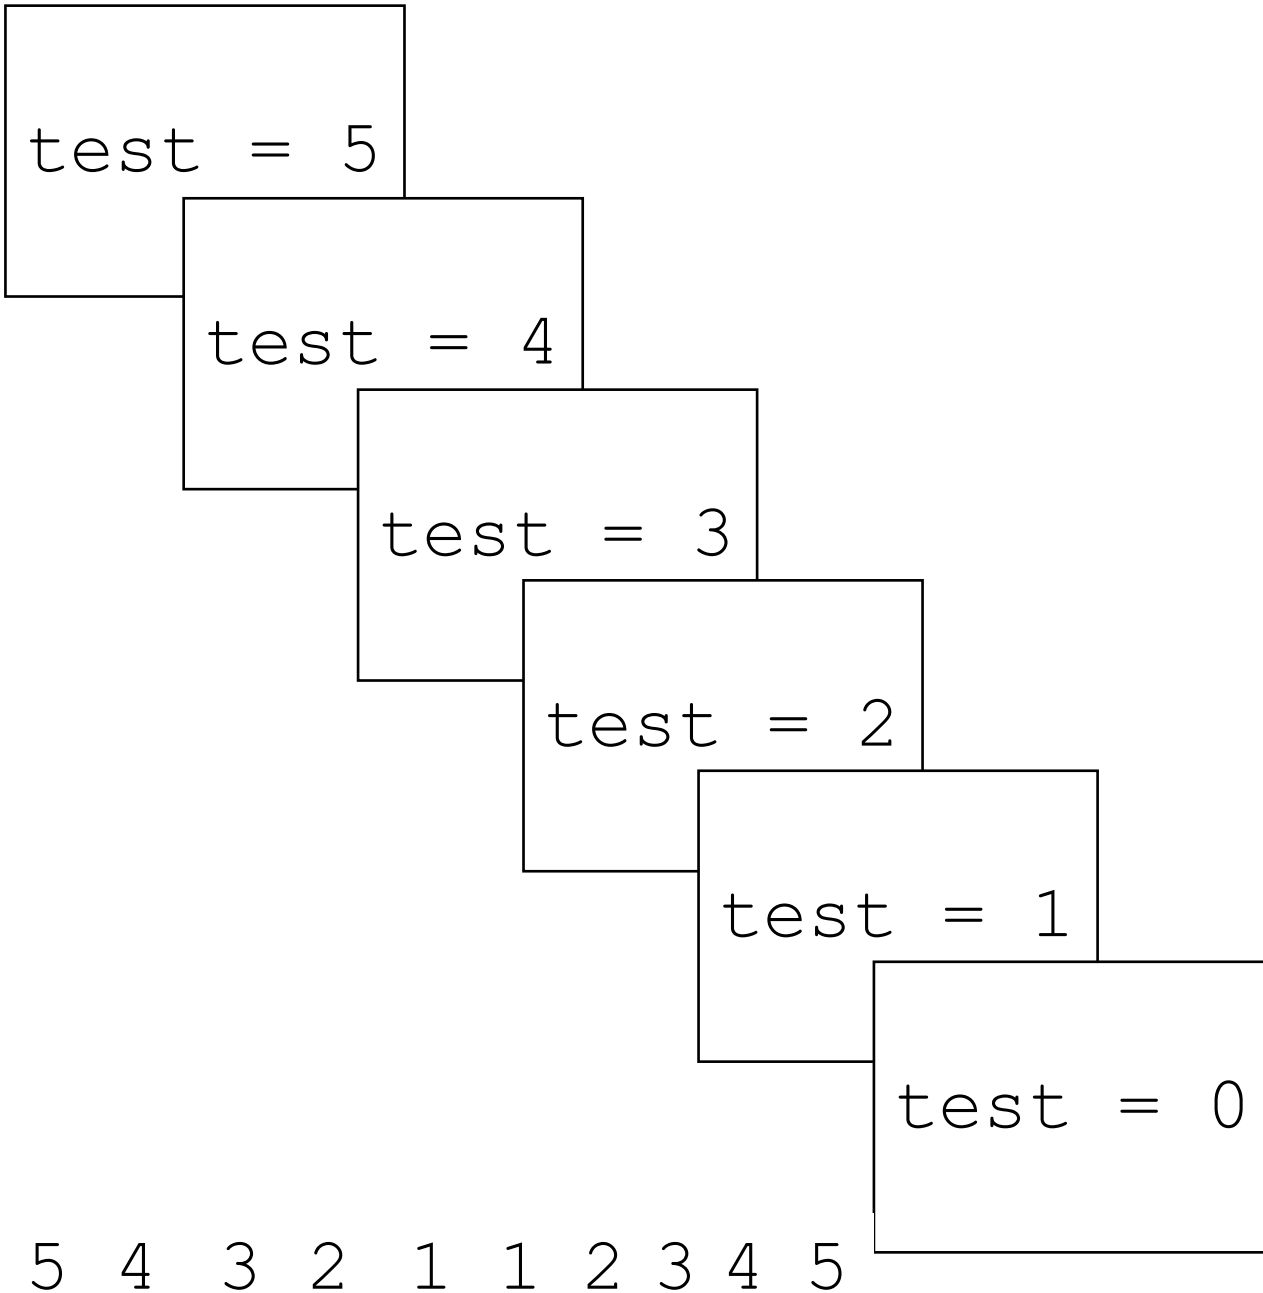 test = 5
test = 4
test = 3
test = 2
test = 1
test = 0
5 4 3 2 1 1 2 3 4 5